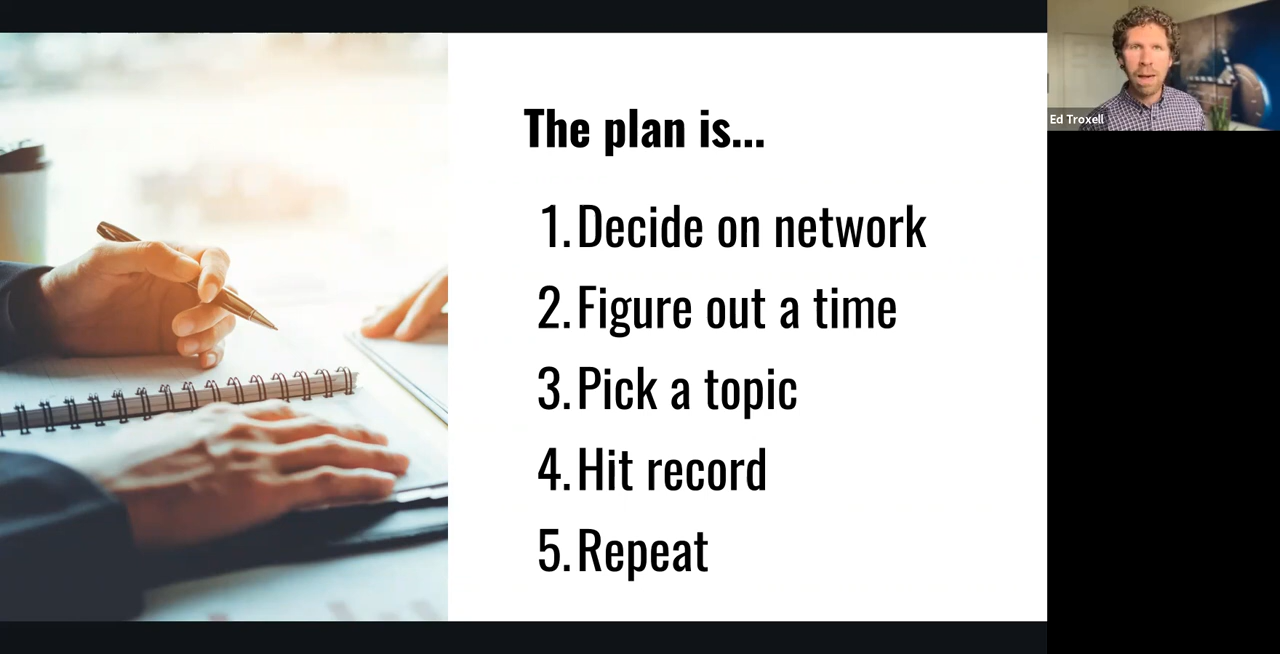 The plan is...
1. Decide on network
2. Figure out a time
3. Pick a topic
4. Hit record
5. Repeat
Ed Troxell